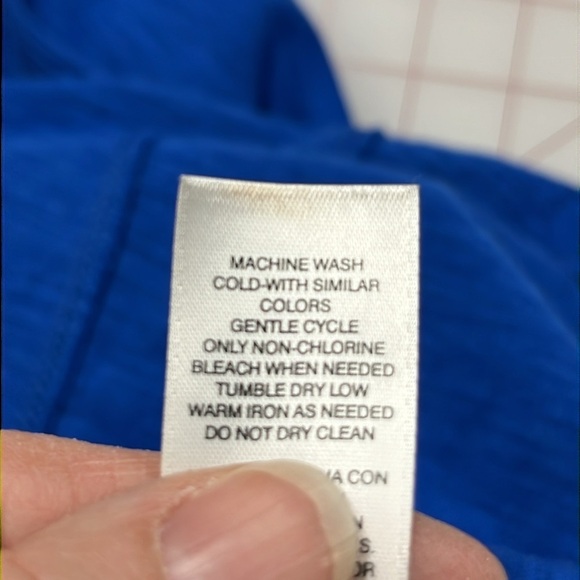 MACHINE WASH
COLD-WITH SIMILAR
COLORS
GENTLE CYCLE
ONLY NON-CHLORINE
BLEACH WHEN NEEDED
TUMBLE DRY LOW
WARM IRON AS NEEDED
DO NOT DRY CLEAN
CON